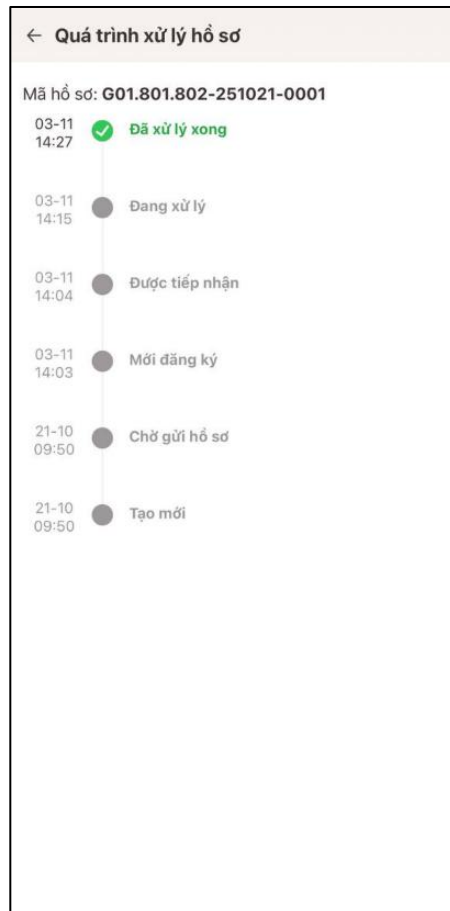 ← Quá trình xử lý hồ sơ
Mã hồ sơ: G01.801.802-251021-0001
03-11
14:27
Đã xử lý xong
03-11
14:15
Đang xử lý
03-11
14:04
Được tiếp nhận
03-11
14:03
Mới đăng ký
21-10
09:50
Chờ gửi hồ sơ
21-10
09:50
Tạo mới